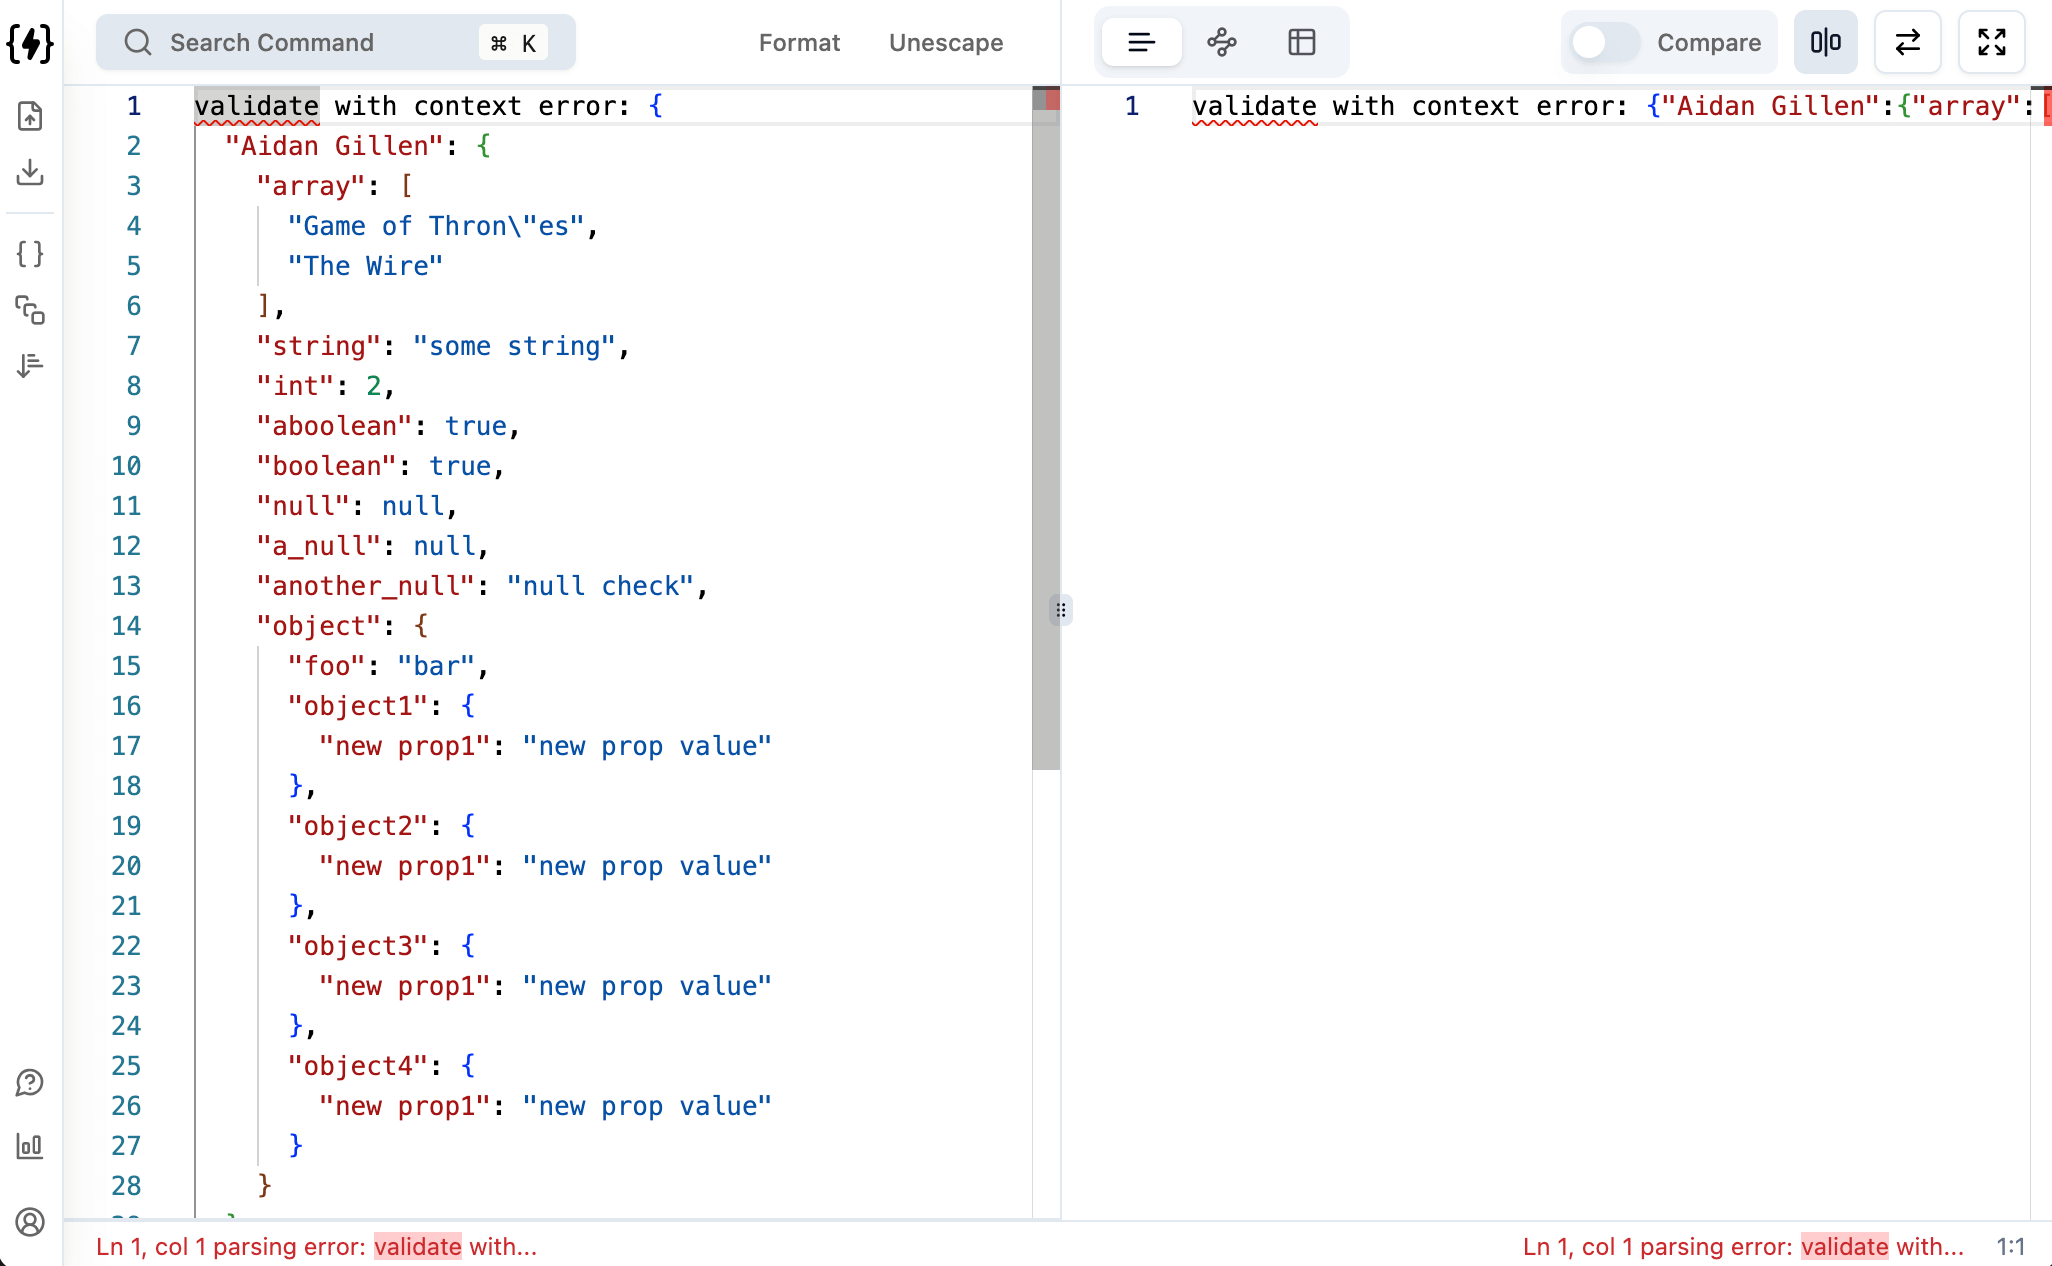 Search Command ⌘ K Format Unescape Compare
1 validate with context error: {
2 "Aidan Gillen": {
3 "array": [
4 "Game of Thron\"es",
5 "The Wire"
6 ],
7 "string": "some string",
8 "int": 2,
9 "aboolean": true,
10 "boolean": true,
11 "null": null,
12 "a_null": null,
13 "another_null": "null check",
14 "object": {
15 "foo": "bar",
16 "object1": {
17 "new prop1": "new prop value"
18 },
19 "object2": {
20 "new prop1": "new prop value"
21 },
22 "object3": {
23 "new prop1": "new prop value"
24 },
25 "object4": {
26 "new prop1": "new prop value"
27 }
28 }
1 validate with context error: {"Aidan Gillen":{"array":[
Ln 1, col 1 parsing error: validate with...
Ln 1, col 1 parsing error: validate with... 1:1